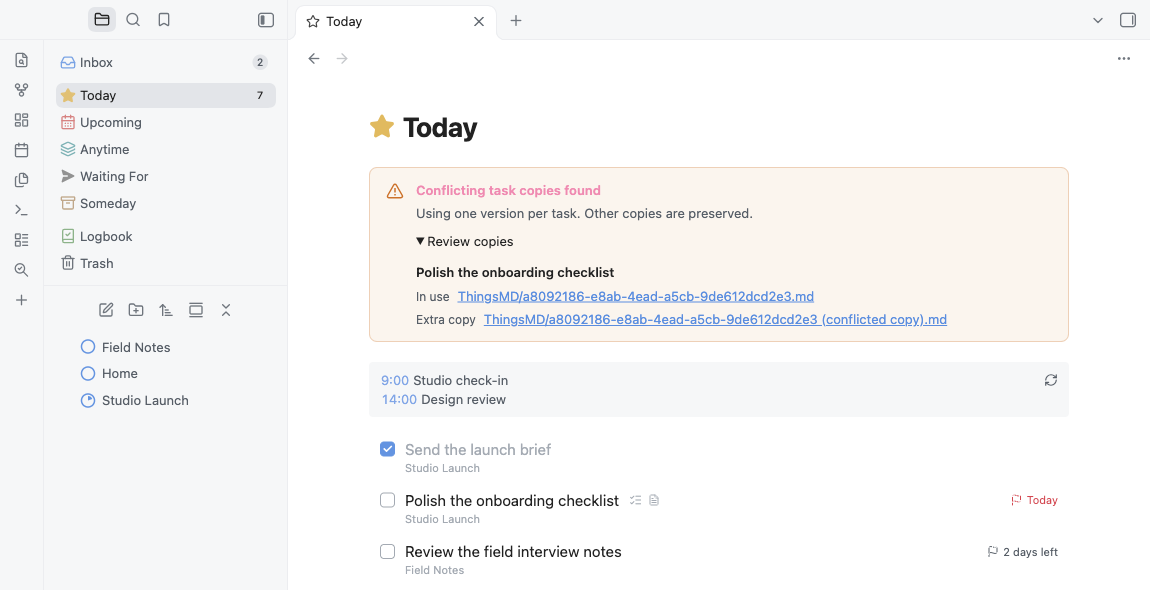 Today
Inbox 2
Today 7
Upcoming
Anytime
Waiting For
Someday
Logbook
Trash
Field Notes
Home
Studio Launch
Today
Conflicting task copies found
Using one version per task. Other copies are preserved.
Review copies
Polish the onboarding checklist
In use ThingsMD/a8092186-e8ab-4ead-a5cb-9de612dcd2e3.md
Extra copy ThingsMD/a8092186-e8ab-4ead-a5cb-9de612dcd2e3 (conflicted copy).md
9:00 Studio check-in
14:00 Design review
Send the launch brief
Studio Launch
Polish the onboarding checklist Today
Studio Launch
Review the field interview notes 2 days left
Field Notes